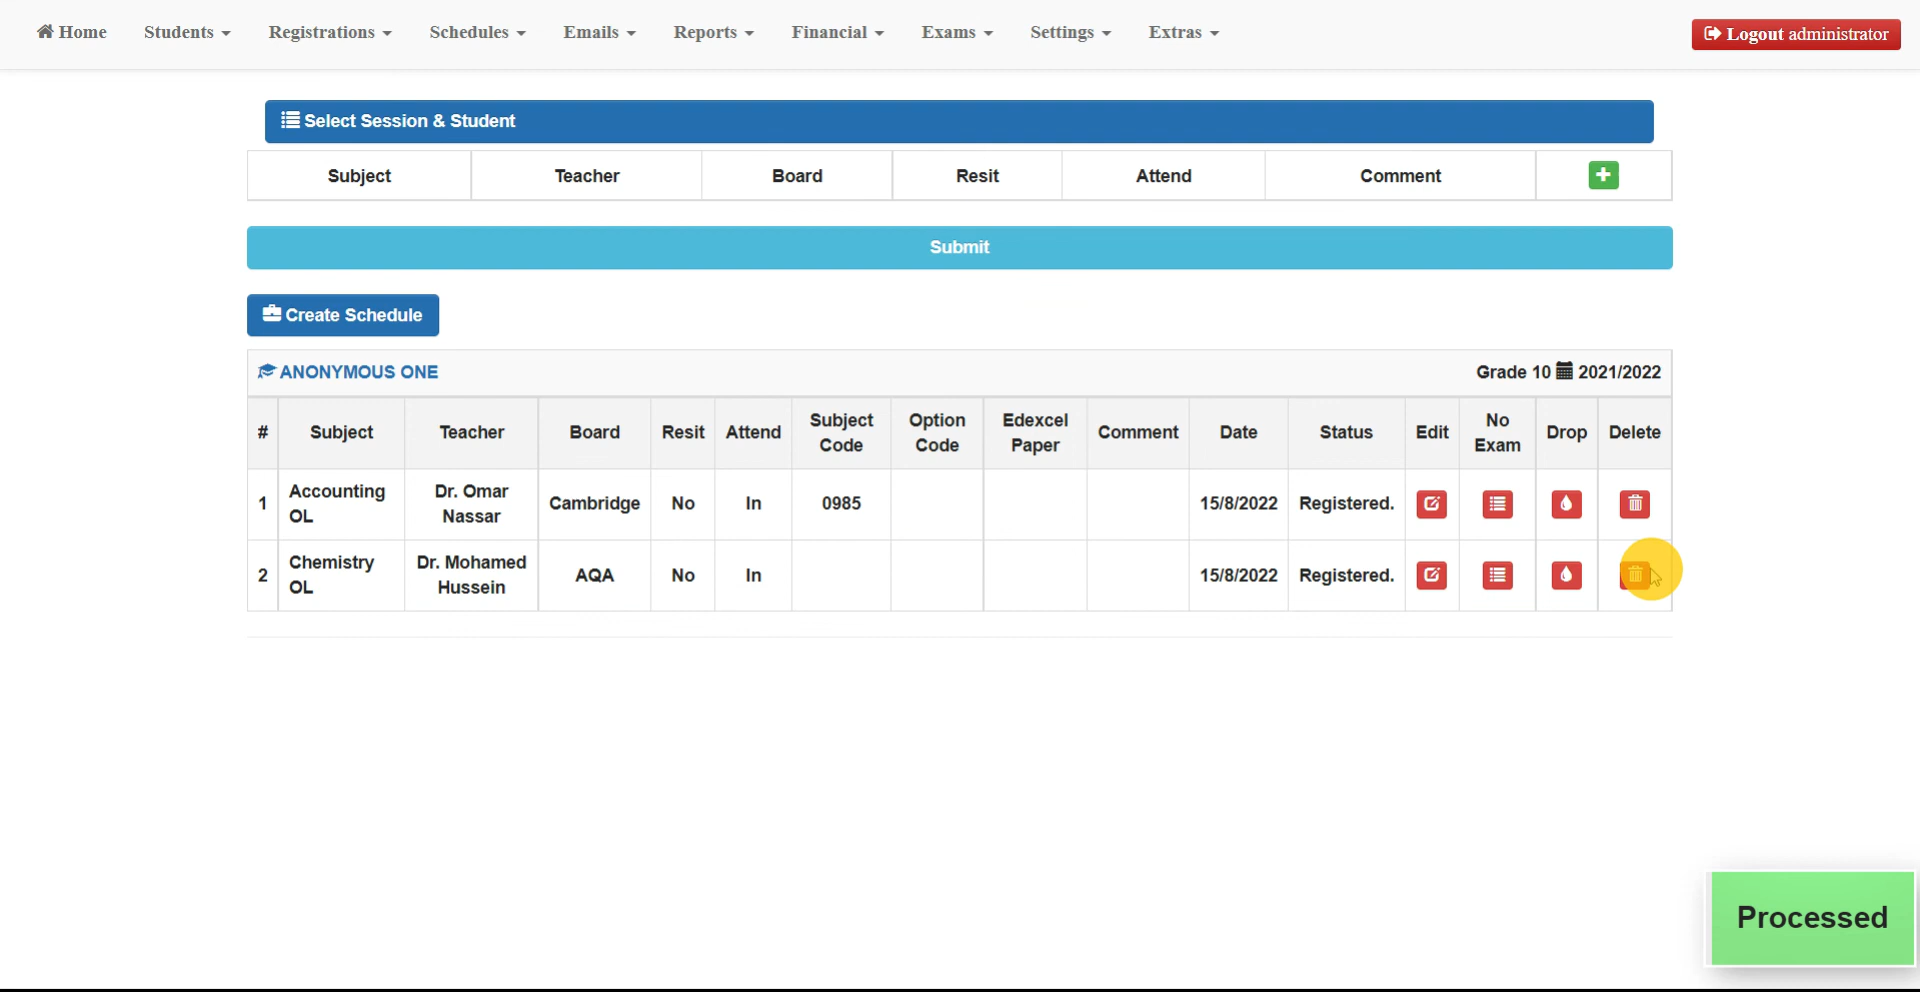 Home Students Registrations Schedules Emails Reports Financial Exams Settings Extras Logout administrator
Select Session & Student
Subject Teacher Board Resit Attend Comment
Submit
Create Schedule
ANONYMOUS ONE Grade 10 2021/2022
# Subject Teacher Board Resit Attend Subject Code Option Code Edexcel Paper Comment Date Status Edit No Exam Drop Delete
1 Accounting OL Dr. Omar Nassar Cambridge No In 0985 15/8/2022 Registered.
2 Chemistry OL Dr. Mohamed Hussein AQA No In 15/8/2022 Registered.
Processed